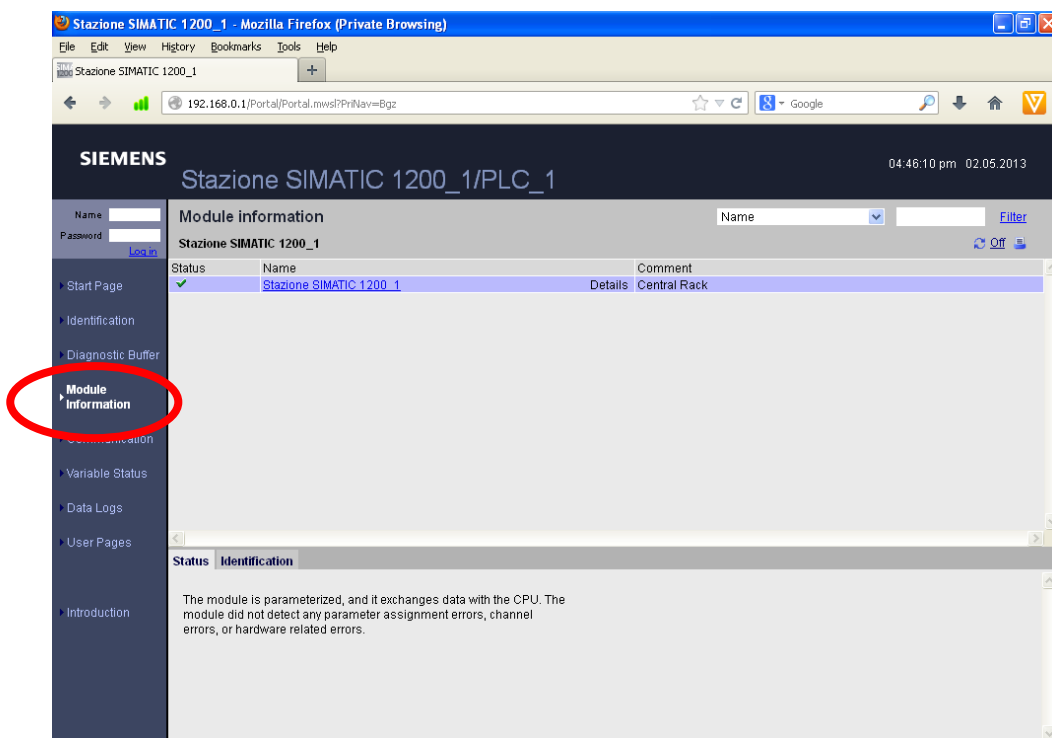 Stazione SIMATIC 1200_1 - Mozilla Firefox (Private Browsing)
File Edit View History Bookmarks Tools Help
Stazione SIMATIC 1200_1
192.168.0.1/Portal/Portal.mwsl?PriNav=Bgz
Google
SIEMENS
Stazione SIMATIC 1200_1/PLC_1
04:46:10 pm 02.05.2013
Name
Password
Log in
Module information
Name
Filter
Stazione SIMATIC 1200_1
Off
Status Name Comment
Stazione SIMATIC 1200_1 Details Central Rack
Start Page
Identification
Diagnostic Buffer
Module
Information
Communication
Variable Status
Data Logs
User Pages
Introduction
Status Identification
The module is parameterized, and it exchanges data with the CPU. The
module did not detect any parameter assignment errors, channel
errors, or hardware related errors.